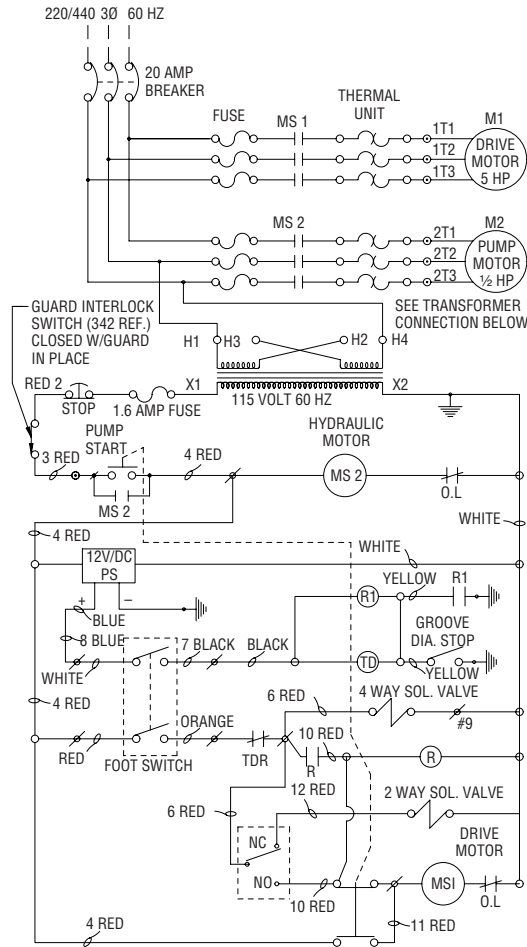 220/440 3Ø 60 HZ
20 AMP
BREAKER
FUSE
MS 1
THERMAL
UNIT
M1
1T1
1T2
1T3
DRIVE
MOTOR
5 HP
MS 2
M2
2T1
2T2
2T3
PUMP
MOTOR
½ HP
GUARD INTERLOCK
SWITCH (342 REF.)
CLOSED W/GUARD
IN PLACE
SEE TRANSFORMER
CONNECTION BELOW
H1 H3 H2 H4
RED 2
STOP
1.6 AMP FUSE
X1
115 VOLT 60 HZ
X2
PUMP
START
HYDRAULIC
MOTOR
3 RED
4 RED
MS 2
MS 2
O.L
WHITE
4 RED
12V/DC
PS
WHITE
+
−
BLUE
8 BLUE
7 BLACK
BLACK
R1
YELLOW
R1
GROOVE
DIA. STOP
TD
YELLOW
WHITE
4 RED
6 RED
4 WAY SOL. VALVE
#9
ORANGE
RED
FOOT SWITCH
TDR
R
10 RED
R
12 RED
2 WAY SOL. VALVE
6 RED
NC
NO
10 RED
DRIVE
MOTOR
MSI
O.L
4 RED
11 RED